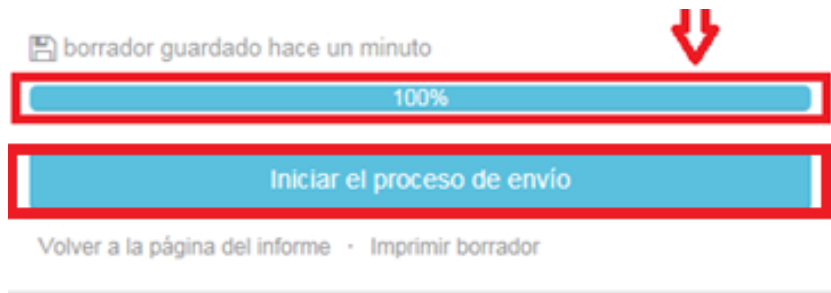 borrador guardado hace un minuto
100%
Iniciar el proceso de envío
Volver a la página del informe · Imprimir borrador